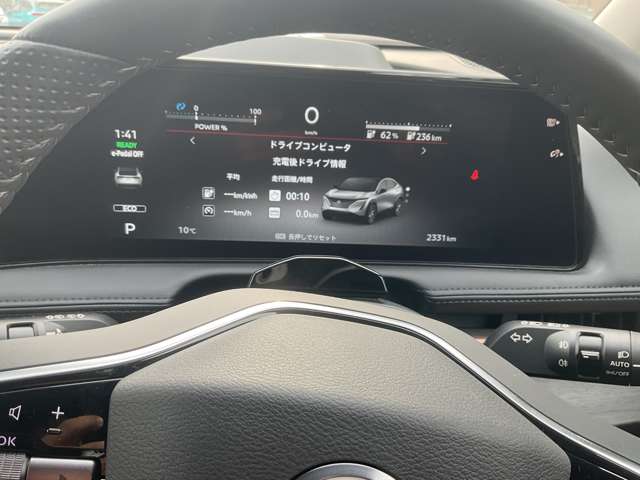 0 100
POWER %
0
km/h
62 % 236 km
1:41
READY
e-Pedal OFF
ドライブコンピュータ
充電後ドライブ情報
平均 走行距離/時間
---km/kWh 00:10
---km/h 0.0km
ECO
P
10℃
OK 長押しでリセット
2331 km
AUTO
OFF
+
OK